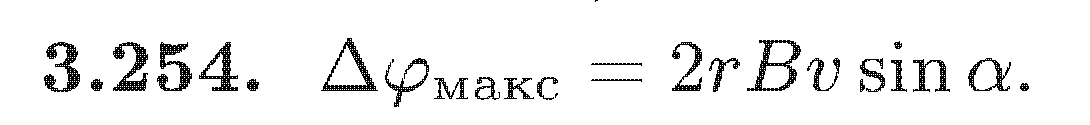 3.254. Δφ_макс = 2rBv sin α.